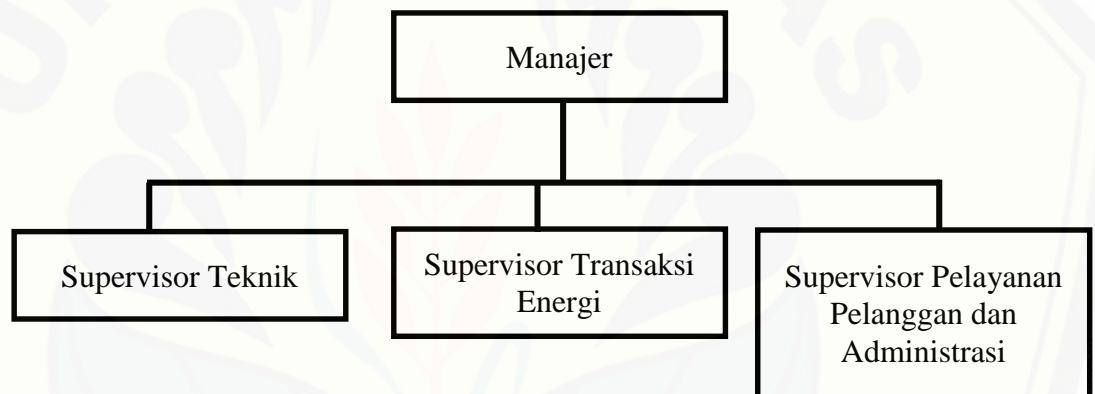 Manajer
Supervisor Teknik
Supervisor Transaksi
Energi
Supervisor Pelayanan
Pelanggan dan
Administrasi